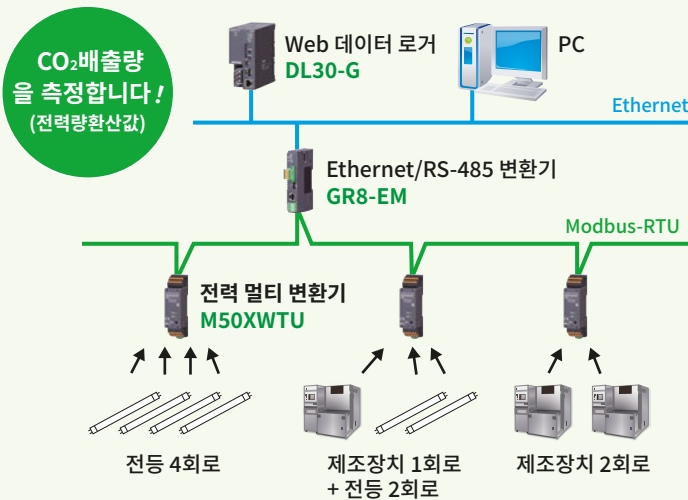 CO₂배출량
을 측정합니다!
(전력량환산값)
Web 데이터 로거
DL30-G
PC
Ethernet
Ethernet/RS-485 변환기
GR8-EM
Modbus-RTU
전력 멀티 변환기
M50XWTU
전등 4회로
제조장치 1회로
+ 전등 2회로
제조장치 2회로